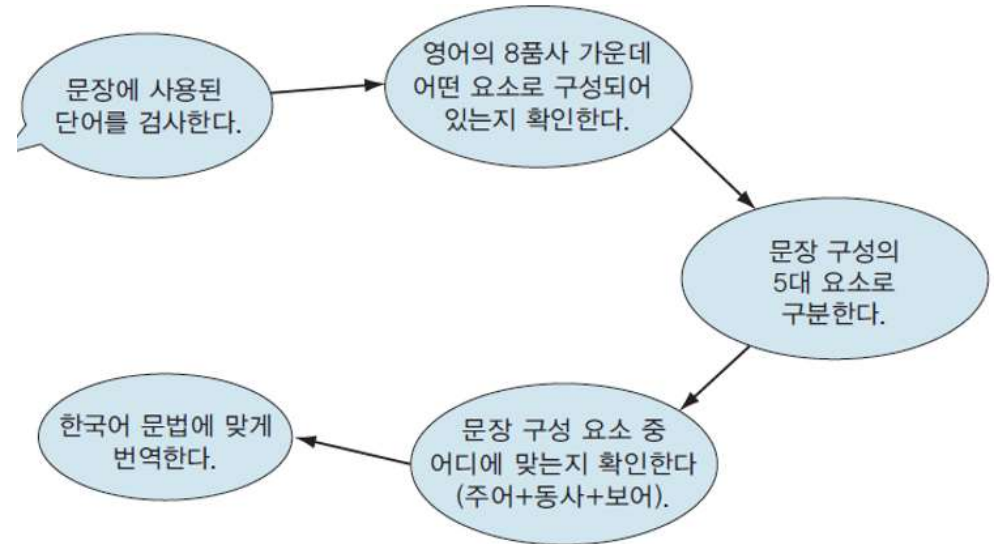 문장에 사용된
단어를 검사한다.
영어의 8품사 가운데
어떤 요소로 구성되어
있는지 확인한다.
문장 구성의
5대 요소로
구분한다.
문장 구성 요소 중
어디에 맞는지 확인한다
(주어+동사+보어).
한국어 문법에 맞게
번역한다.